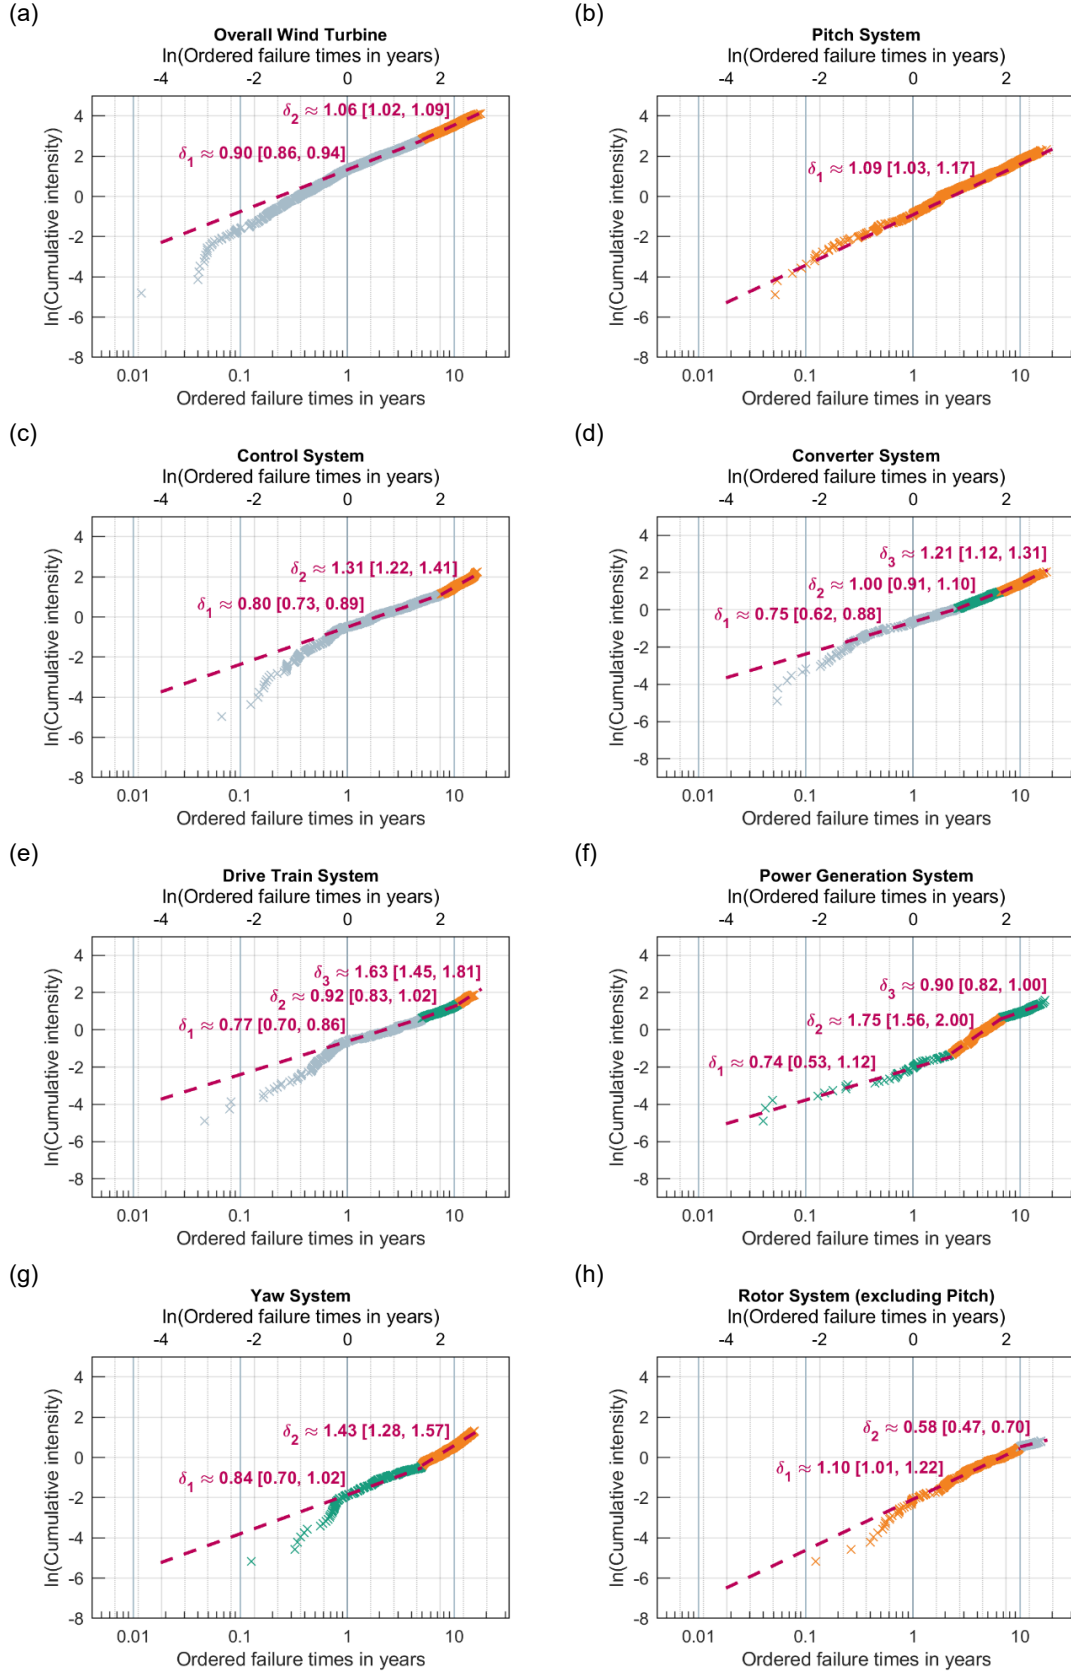 (a)
Overall Wind Turbine
ln(Ordered failure times in years)
-4 -2 0 2
δ2 ≈ 1.06 [1.02, 1.09]
δ1 ≈ 0.90 [0.86, 0.94]
ln(Cumulative intensity)
4
2
0
-2
-4
-6
-8
0.01 0.1 1 10
Ordered failure times in years
(b)
Pitch System
ln(Ordered failure times in years)
-4 -2 0 2
δ1 ≈ 1.09 [1.03, 1.17]
ln(Cumulative intensity)
4
2
0
-2
-4
-6
-8
0.01 0.1 1 10
Ordered failure times in years
(c)
Control System
ln(Ordered failure times in years)
-4 -2 0 2
δ2 ≈ 1.31 [1.22, 1.41]
δ1 ≈ 0.80 [0.73, 0.89]
ln(Cumulative intensity)
4
2
0
-2
-4
-6
-8
0.01 0.1 1 10
Ordered failure times in years
(d)
Converter System
ln(Ordered failure times in years)
-4 -2 0 2
δ3 ≈ 1.21 [1.12, 1.31]
δ2 ≈ 1.00 [0.91, 1.10]
δ1 ≈ 0.75 [0.62, 0.88]
ln(Cumulative intensity)
4
2
0
-2
-4
-6
-8
0.01 0.1 1 10
Ordered failure times in years
(e)
Drive Train System
ln(Ordered failure times in years)
-4 -2 0 2
δ3 ≈ 1.63 [1.45, 1.81]
δ2 ≈ 0.92 [0.83, 1.02]
δ1 ≈ 0.77 [0.70, 0.86]
ln(Cumulative intensity)
4
2
0
-2
-4
-6
-8
0.01 0.1 1 10
Ordered failure times in years
(f)
Power Generation System
ln(Ordered failure times in years)
-4 -2 0 2
δ3 ≈ 0.90 [0.82, 1.00]
δ2 ≈ 1.75 [1.56, 2.00]
δ1 ≈ 0.74 [0.53, 1.12]
ln(Cumulative intensity)
4
2
0
-2
-4
-6
-8
0.01 0.1 1 10
Ordered failure times in years
(g)
Yaw System
ln(Ordered failure times in years)
-4 -2 0 2
δ2 ≈ 1.43 [1.28, 1.57]
δ1 ≈ 0.84 [0.70, 1.02]
ln(Cumulative intensity)
4
2
0
-2
-4
-6
-8
0.01 0.1 1 10
Ordered failure times in years
(h)
Rotor System (excluding Pitch)
ln(Ordered failure times in years)
-4 -2 0 2
δ2 ≈ 0.58 [0.47, 0.70]
δ1 ≈ 1.10 [1.01, 1.22]
ln(Cumulative intensity)
4
2
0
-2
-4
-6
-8
0.01 0.1 1 10
Ordered failure times in years